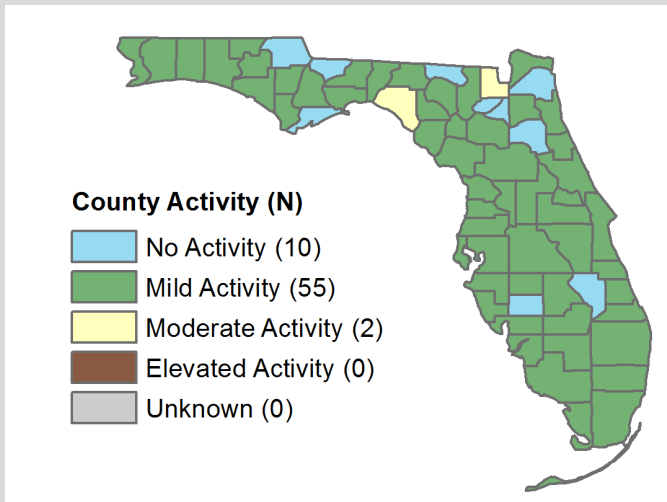 County Activity (N)
No Activity (10)
Mild Activity (55)
Moderate Activity (2)
Elevated Activity (0)
Unknown (0)